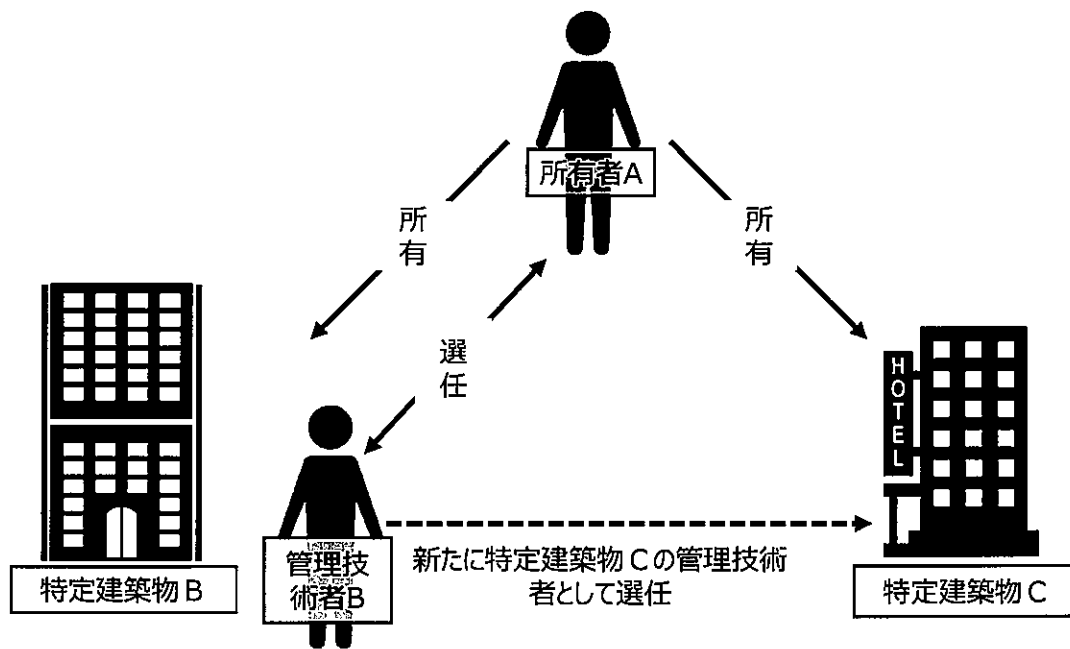 所有者A
所有
所有
選任
HOTEL
管理技
術者B
新たに特定建築物Cの管理技術
者として選任
特定建築物B
特定建築物C